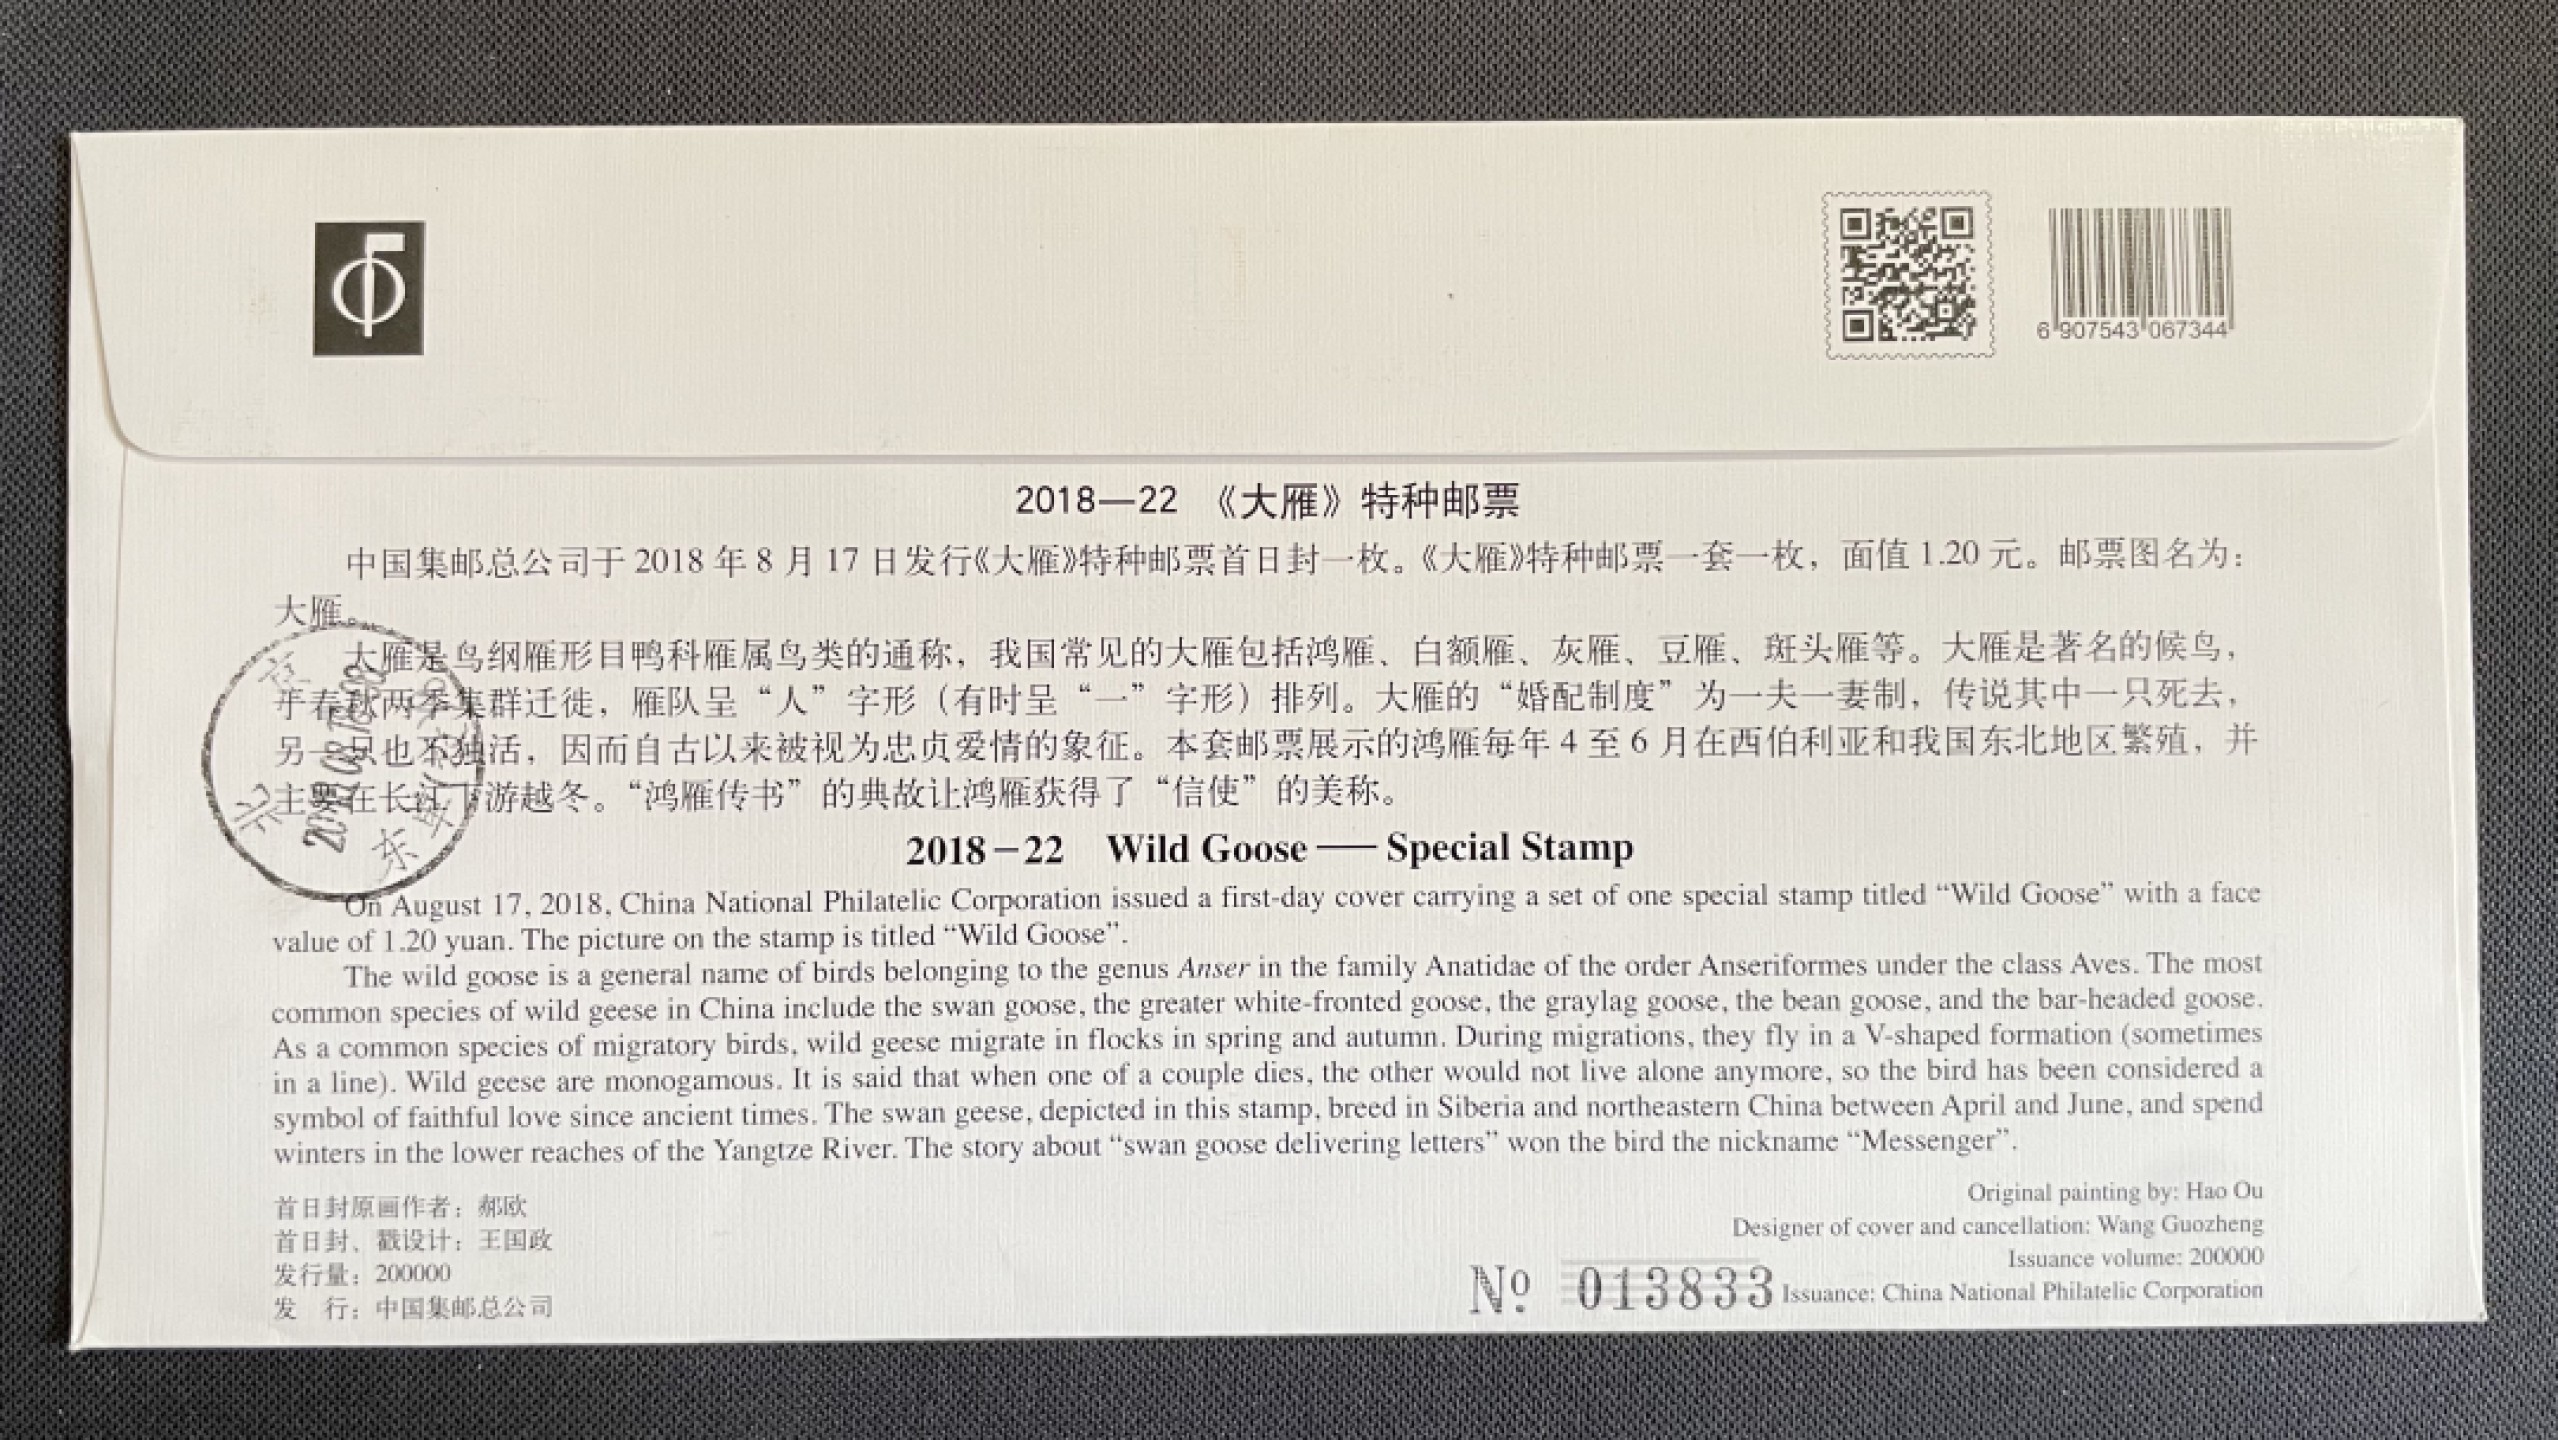 6 907543 067344
2018—22 《大雁》特种邮票
中国集邮总公司于 2018 年 8 月 17 日发行《大雁》特种邮票首日封一枚。《大雁》特种邮票一套一枚，面值 1.20 元。邮票图名为：
大雁。
大雁是鸟纲雁形目鸭科雁属鸟类的通称，我国常见的大雁包括鸿雁、白额雁、灰雁、豆雁、斑头雁等。大雁是著名的候鸟，
于春秋两季集群迁徙，雁队呈“人”字形（有时呈“一”字形）排列。大雁的“婚配制度”为一夫一妻制，传说其中一只死去，
另一只也不独活，因而自古以来被视为忠贞爱情的象征。本套邮票展示的鸿雁每年 4 至 6 月在西伯利亚和我国东北地区繁殖，并
主要在长江下游越冬。“鸿雁传书”的典故让鸿雁获得了“信使”的美称。
北京
2018.08.17
东单
2018－22 Wild Goose —— Special Stamp
On August 17, 2018, China National Philatelic Corporation issued a first-day cover carrying a set of one special stamp titled “Wild Goose” with a face
value of 1.20 yuan. The picture on the stamp is titled “Wild Goose”.
The wild goose is a general name of birds belonging to the genus Anser in the family Anatidae of the order Anseriformes under the class Aves. The most
common species of wild geese in China include the swan goose, the greater white-fronted goose, the graylag goose, the bean goose, and the bar-headed goose.
As a common species of migratory birds, wild geese migrate in flocks in spring and autumn. During migrations, they fly in a V-shaped formation (sometimes
in a line). Wild geese are monogamous. It is said that when one of a couple dies, the other would not live alone anymore, so the bird has been considered a
symbol of faithful love since ancient times. The swan geese, depicted in this stamp, breed in Siberia and northeastern China between April and June, and spend
winters in the lower reaches of the Yangtze River. The story about “swan goose delivering letters” won the bird the nickname “Messenger”.
首日封原画作者：郝欧
首日封、戳设计：王国政
发行量：200000
发 行：中国集邮总公司
Original painting by: Hao Ou
Designer of cover and cancellation: Wang Guozheng
Issuance volume: 200000
Nº 013833 Issuance: China National Philatelic Corporation